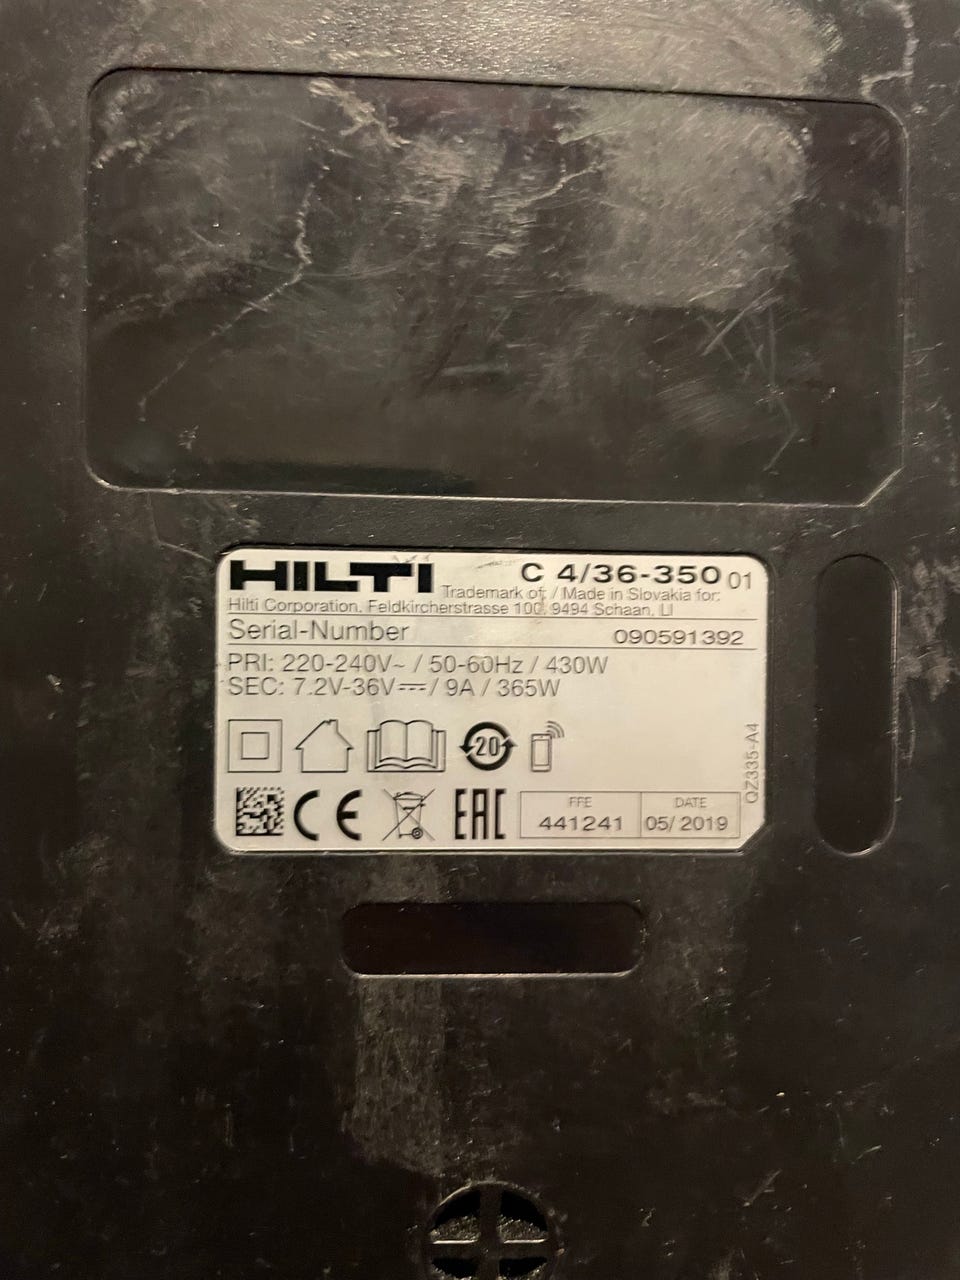 HILTI C 4/36-350 01
Trademark of: / Made in Slovakia for:
Hilti Corporation, Feldkircherstrasse 100, 9494 Schaan, LI
Serial-Number 090591392
PRI: 220-240V~ / 50-60Hz / 430W
SEC: 7.2V-36V⎓ / 9A / 365W
20
CE EAC
FFE DATE
441241 05/ 2019
QZ335-A4